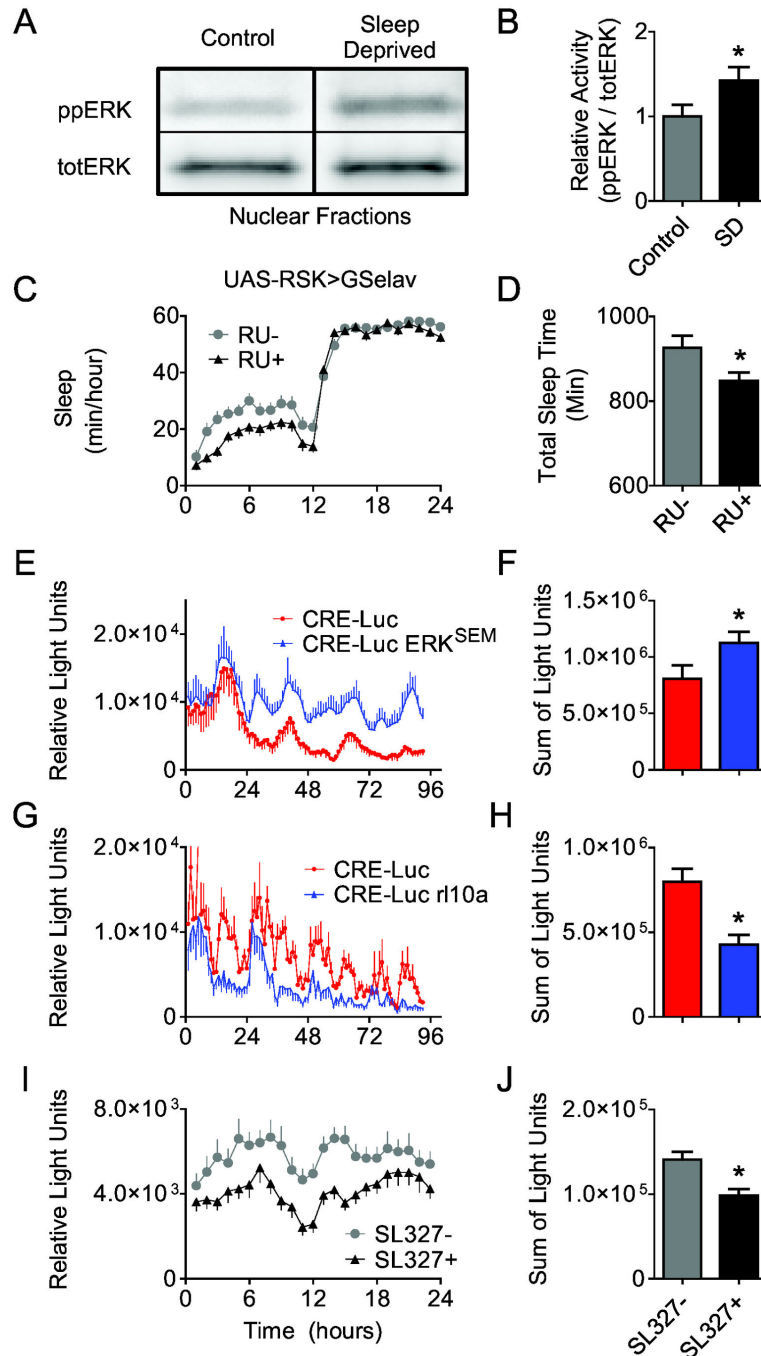 A
Control
Sleep
Deprived
ppERK
totERK
Nuclear Fractions
B
Relative Activity
(ppERK / totERK)
2
1
0
Control
SD
*
C
UAS-RSK>GSelav
Sleep
(min/hour)
60
40
20
0
RU-
RU+
0
6
12
18
24
D
Total Sleep Time
(Min)
1000
800
600
*
RU-
RU+
E
Relative Light Units
2.0×10⁴
1.0×10⁴
0
CRE-Luc
CRE-Luc ERK^SEM
0
24
48
72
96
F
Sum of Light Units
1.5×10⁶
1.0×10⁶
5.0×10⁵
0
*
G
Relative Light Units
2.0×10⁴
1.0×10⁴
0
CRE-Luc
CRE-Luc rl10a
0
24
48
72
96
H
Sum of Light Units
1.0×10⁶
5.0×10⁵
0
*
I
Relative Light Units
8.0×10³
4.0×10³
0
SL327-
SL327+
0
6
12
18
24
Time (hours)
J
Sum of Light Units
2.0×10⁵
1.0×10⁵
0
*
SL327-
SL327+